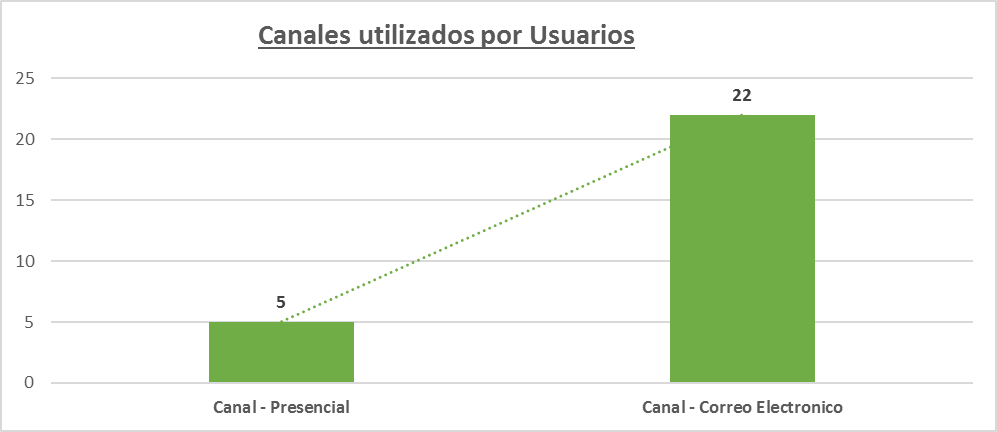 Canales utilizados por Usuarios
25
20
15
10
5
0
5
22
Canal - Presencial
Canal - Correo Electronico